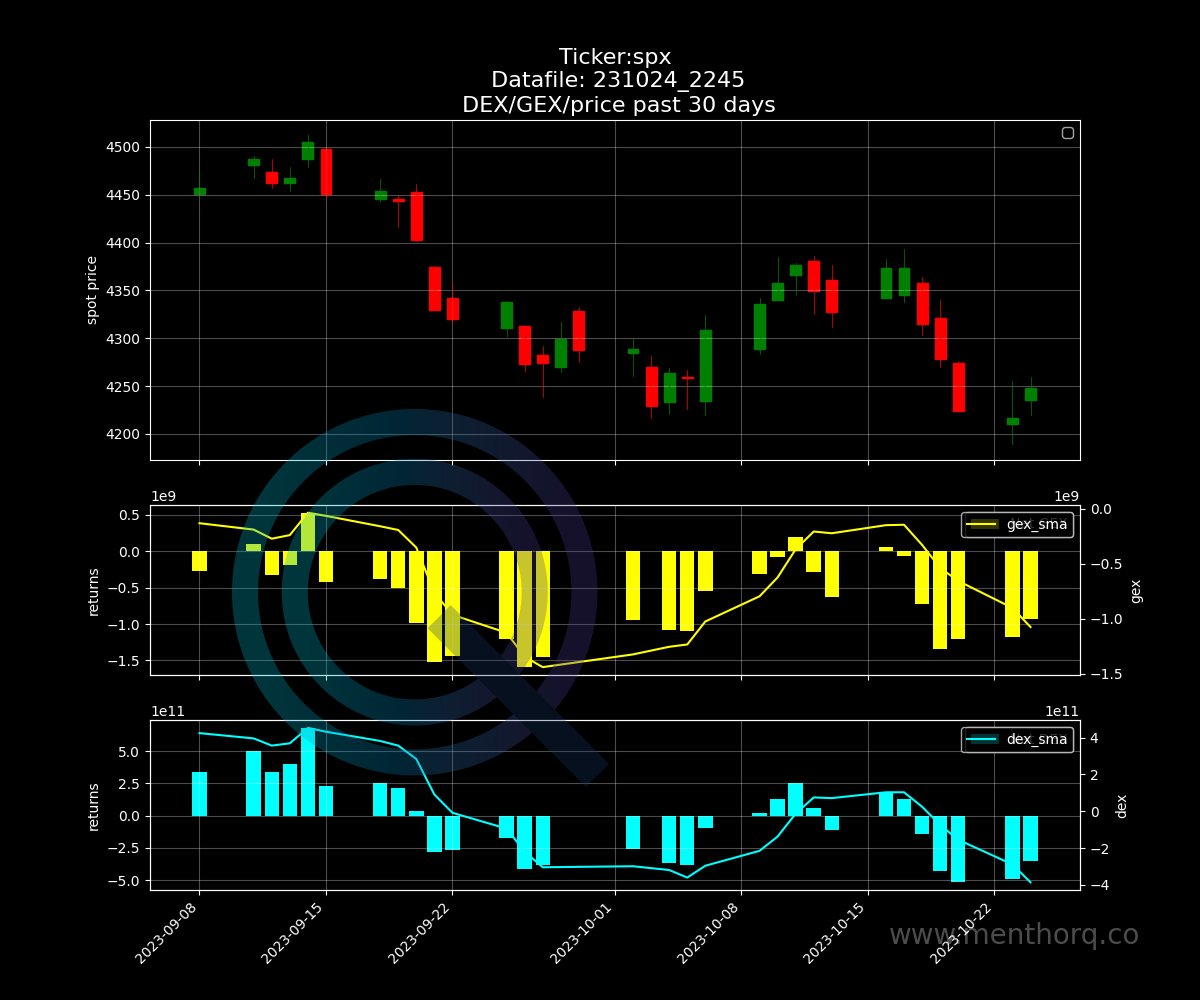 Ticker:spx
Datafile: 231024_2245
DEX/GEX/price past 30 days
4500
4450
4400
4350
4300
4250
4200
spot price
1e9
1e9
0.5
0.0
−0.5
−1.0
−1.5
returns
gex_sma
0.0
−0.5
−1.0
−1.5
gex
1e11
1e11
5.0
2.5
0.0
−2.5
−5.0
returns
dex_sma
4
2
0
−2
−4
dex
2023-09-08
2023-09-15
2023-09-22
2023-10-01
2023-10-08
2023-10-15
2023-10-22
www.menthorq.co